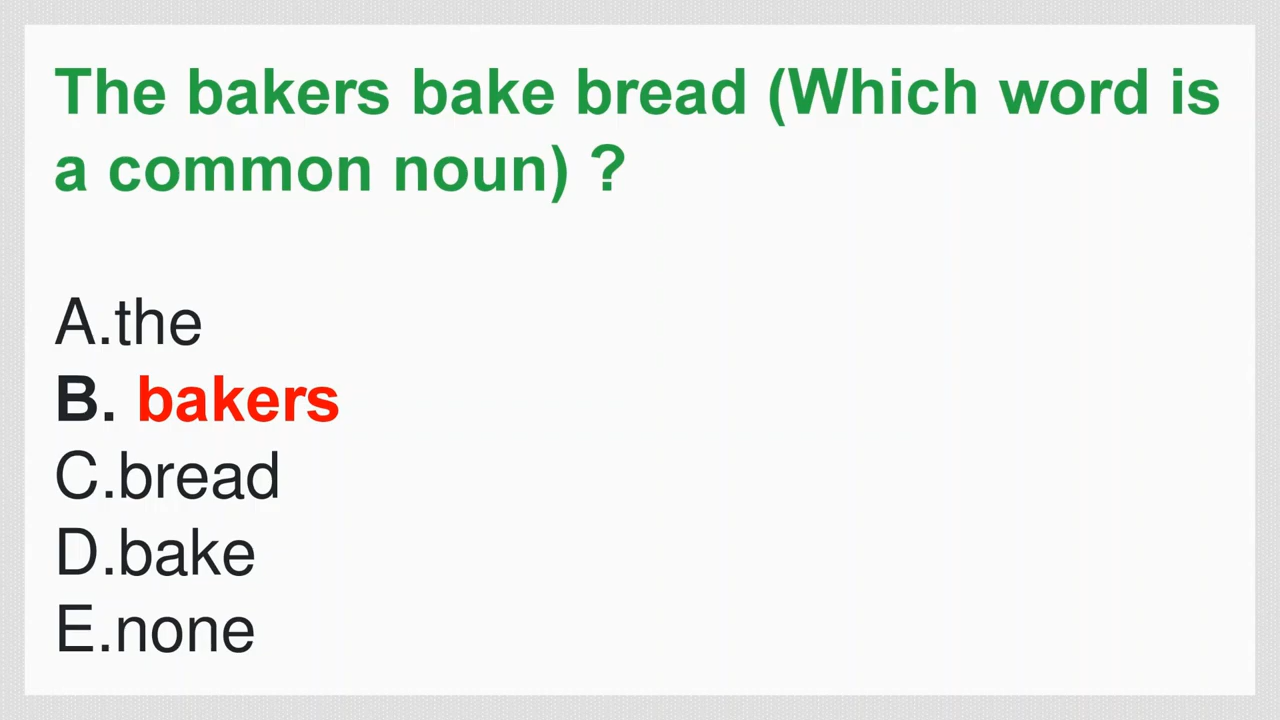 The bakers bake bread (Which word is
a common noun) ?
A.the
B. bakers
C.bread
D.bake
E.none